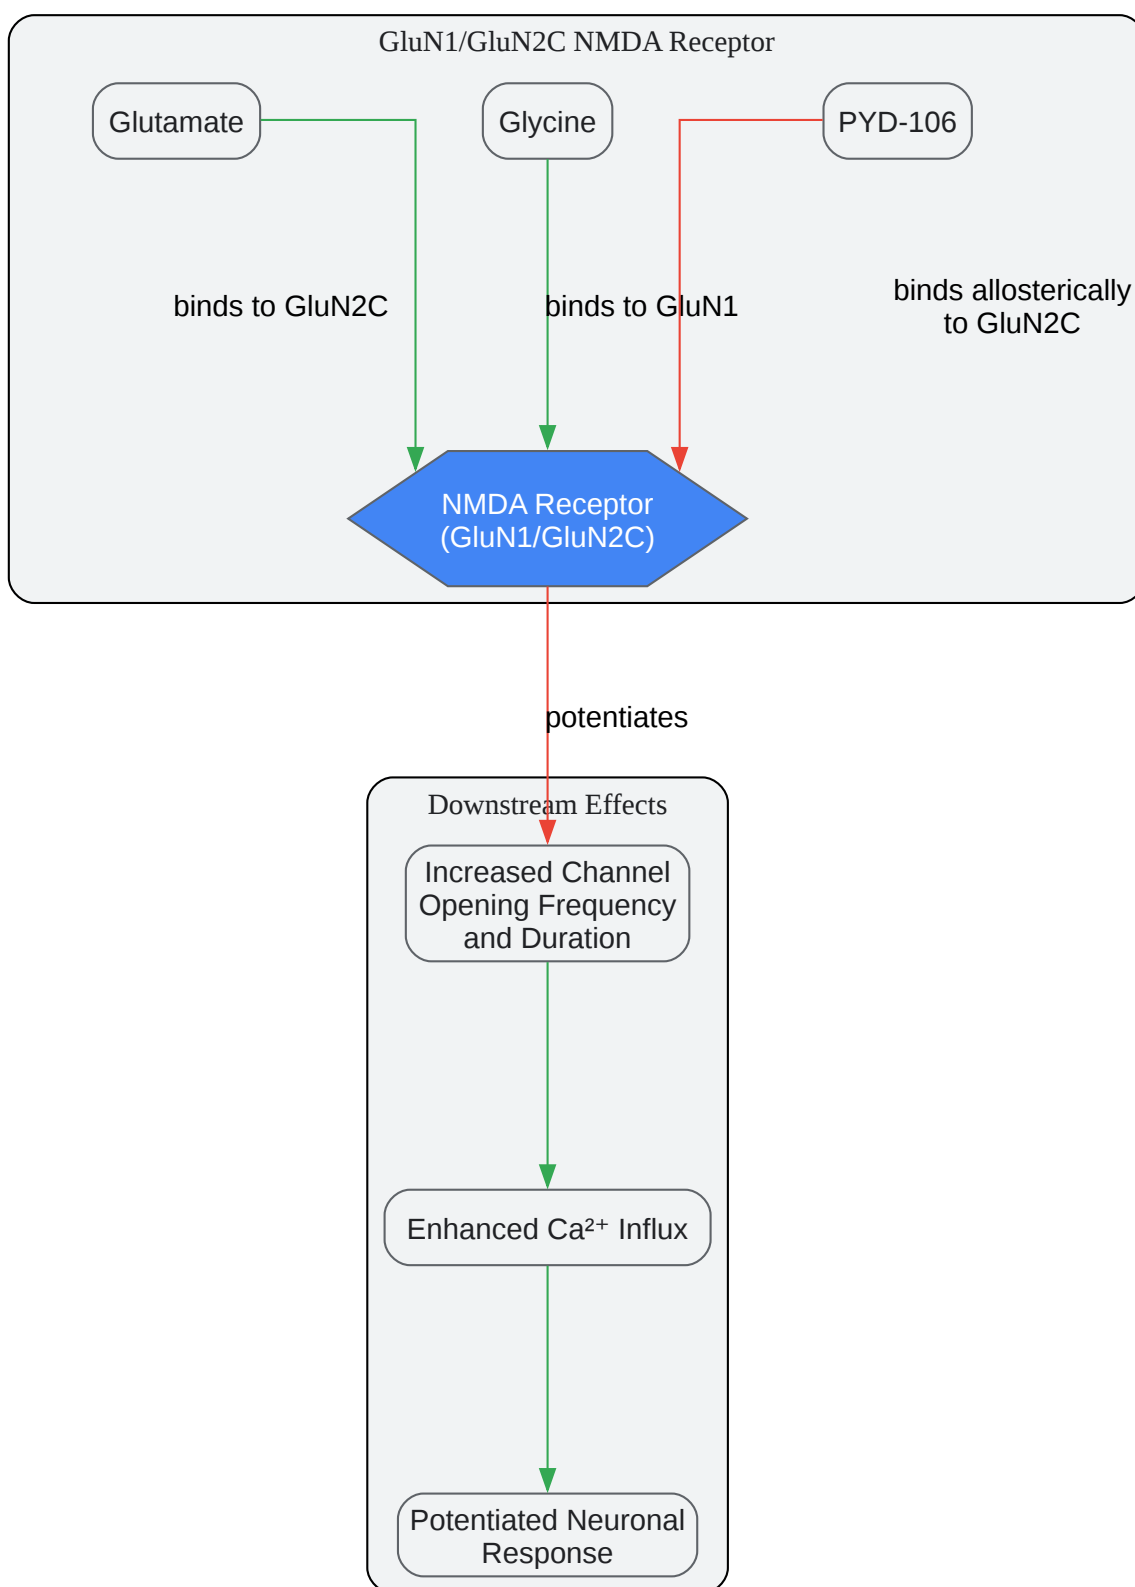 GluN1/GluN2C NMDA Receptor
Glutamate
Glycine
PYD-106
binds to GluN2C
binds to GluN1
binds allosterically
to GluN2C
NMDA Receptor
(GluN1/GluN2C)
potentiates
Downstream Effects
Increased Channel
Opening Frequency
and Duration
Enhanced Ca²⁺ Influx
Potentiated Neuronal
Response